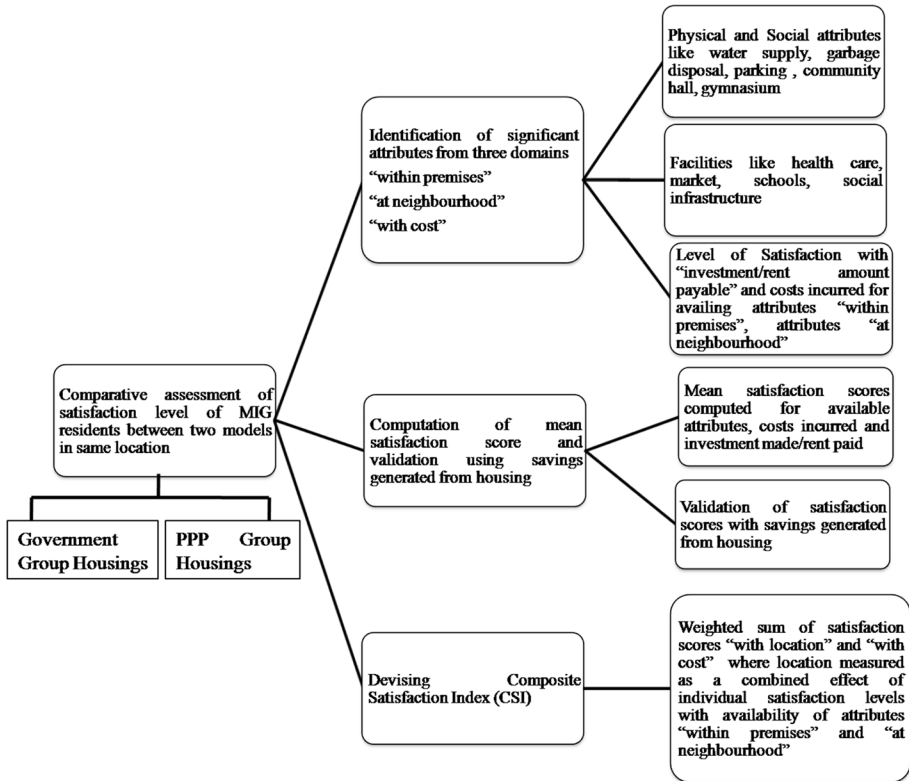 Comparative assessment of
satisfaction level of MIG
residents between two models
in same location
Government
Group Housings
PPP Group
Housings
Identification of significant
attributes from three domains
“within premises”
“at neighbourhood”
“with cost”
Physical and Social attributes
like water supply, garbage
disposal, parking , community
hall, gymnasium
Facilities like health care,
market, schools, social
infrastructure
Level of Satisfaction with
“investment/rent amount
payable” and costs incurred for
availing attributes “within
premises”, attributes “at
neighbourhood”
Computation of mean
satisfaction score and
validation using savings
generated from housing
Mean satisfaction scores
computed for available
attributes, costs incurred and
investment made/rent paid
Validation of satisfaction
scores with savings generated
from housing
Devising Composite
Satisfaction Index (CSI)
Weighted sum of satisfaction
scores “with location” and “with
cost” where location measured
as a combined effect of
individual satisfaction levels
with availability of attributes
“within premises” and “at
neighbourhood”